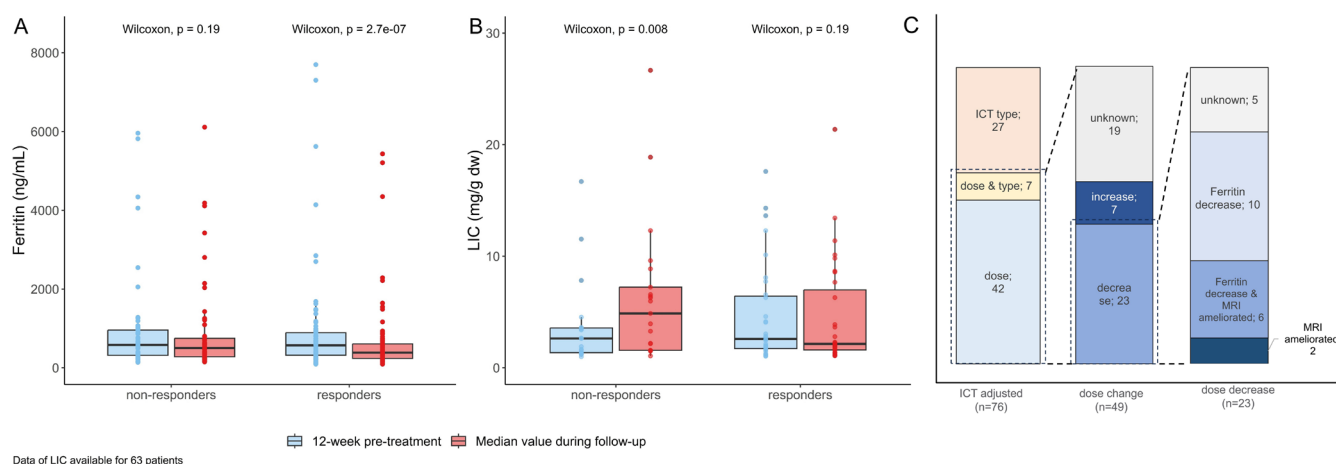 A
Wilcoxon, p = 0.19
Wilcoxon, p = 2.7e-07
8000
6000
4000
2000
0
Ferritin (ng/mL)
non-responders
responders
B
Wilcoxon, p = 0.008
Wilcoxon, p = 0.19
30
20
10
0
LIC (mg/g dw)
non-responders
responders
12-week pre-treatment
Median value during follow-up
Data of LIC available for 63 patients
C
ICT type;
27
dose & type; 7
dose;
42
ICT adjusted
(n=76)
unknown;
19
increase;
7
decrea
se; 23
dose change
(n=49)
unknown; 5
Ferritin
decrease; 10
Ferritin
decrease & MRI
ameliorated; 6
MRI
ameliorated;
2
dose decrease
(n=23)